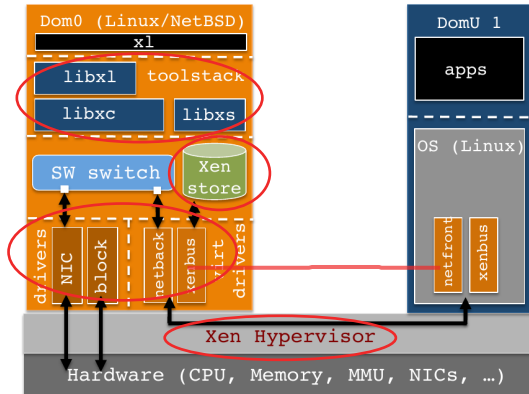 Dom0 (Linux/NetBSD)
xl
libxl toolstack
libxc libxs
SW switch
Xen
store
drivers
NIC
block
netback
xenbus
virt
drivers
DomU 1
apps
OS (Linux)
netfront
xenbus
Xen Hypervisor
Hardware (CPU, Memory, MMU, NICs, …)